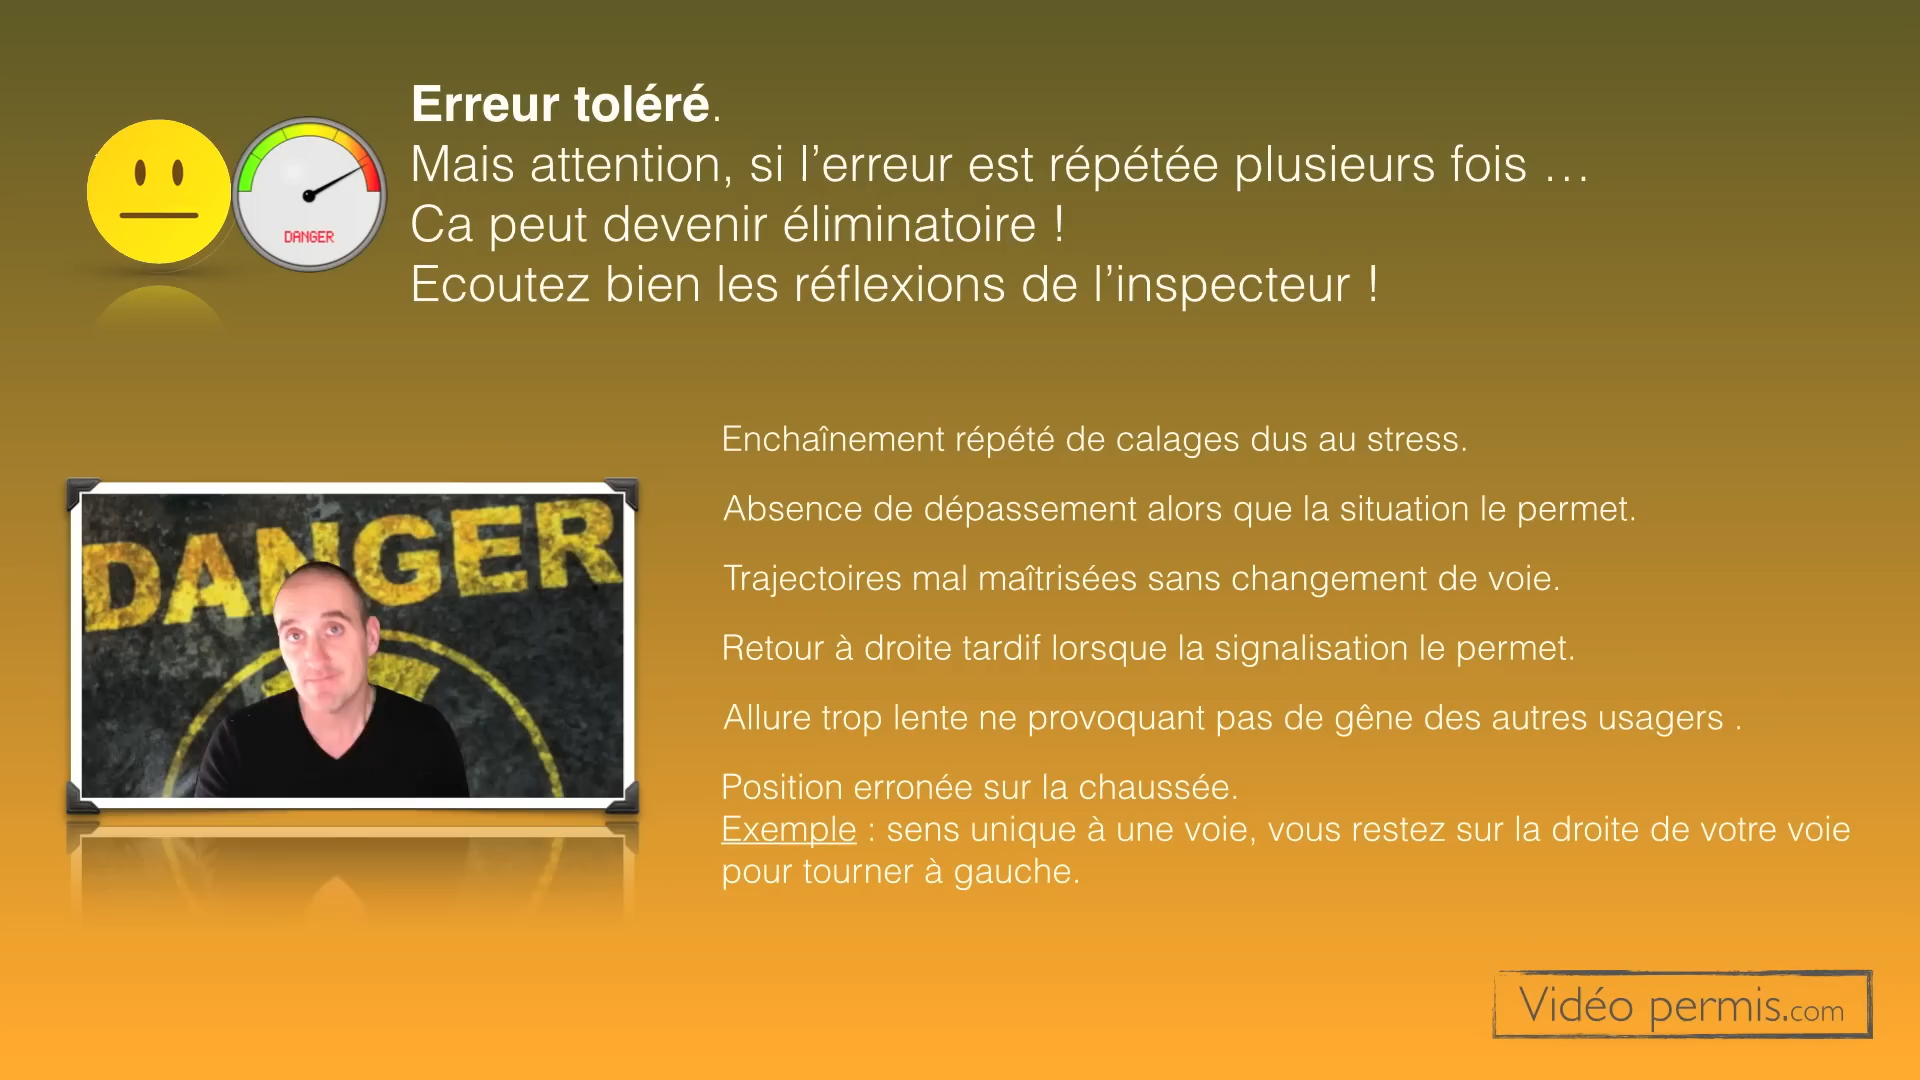 Erreur toléré.
Mais attention, si l’erreur est répétée plusieurs fois …
Ca peut devenir éliminatoire !
Ecoutez bien les réflexions de l’inspecteur !
DANGER
Enchaînement répété de calages dus au stress.
Absence de dépassement alors que la situation le permet.
Trajectoires mal maîtrisées sans changement de voie.
Retour à droite tardif lorsque la signalisation le permet.
Allure trop lente ne provoquant pas de gêne des autres usagers .
Position erronée sur la chaussée.
Exemple : sens unique à une voie, vous restez sur la droite de votre voie
pour tourner à gauche.
DANGER
Vidéo permis.com